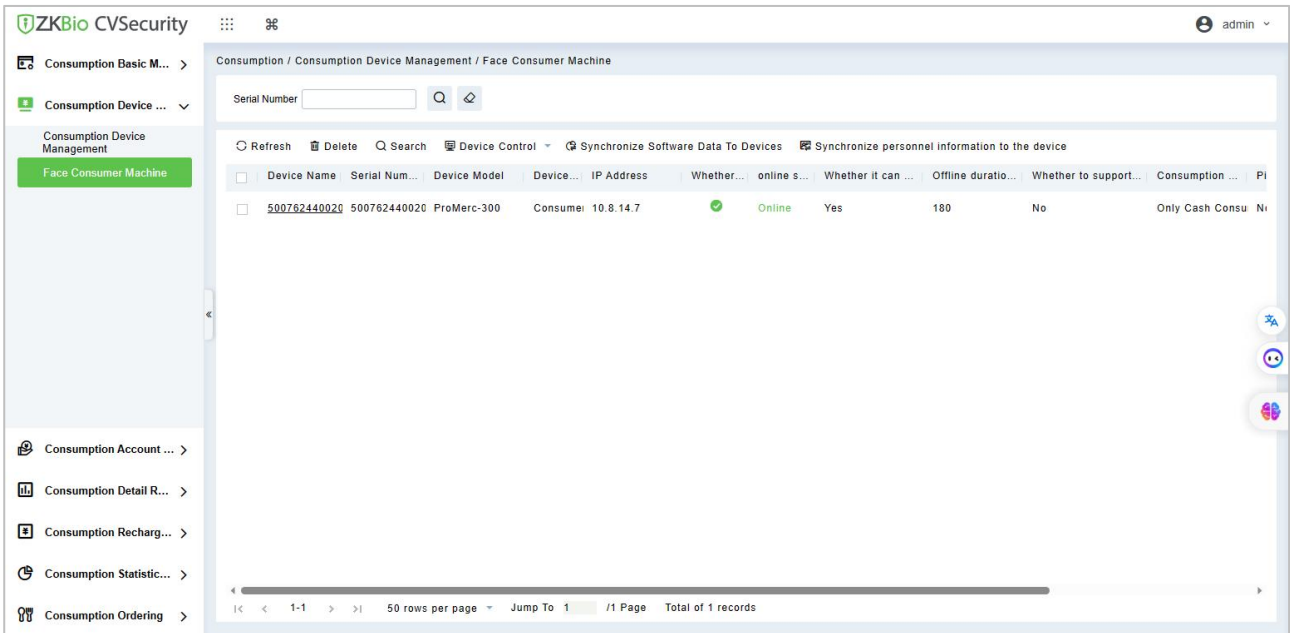 ZKBio CVSecurity
admin
Consumption Basic M...
Consumption Device ...
Consumption Device
Management
Face Consumer Machine
Consumption Account ...
Consumption Detail R...
Consumption Recharg...
Consumption Statistic...
Consumption Ordering
Consumption / Consumption Device Management / Face Consumer Machine
Serial Number
Refresh Delete Search Device Control Synchronize Software Data To Devices Synchronize personnel information to the device
Device Name Serial Num... Device Model Device... IP Address Whether... online s... Whether it can ... Offline duratio... Whether to support... Consumption ... Pi
500762440020 500762440020 ProMerc-300 Consumer 10.8.14.7 Online Yes 180 No Only Cash Consu No
1-1 50 rows per page Jump To 1 /1 Page Total of 1 records